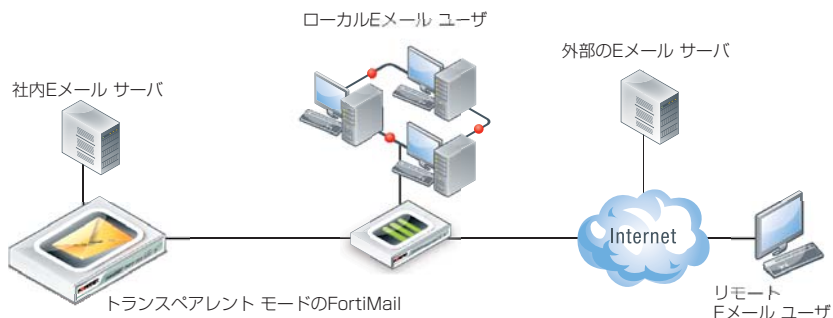 ローカルEメール ユーザ
外部のEメール サーバ
社内Eメール サーバ
Internet
トランスペアレント モードのFortiMail
リモート
Eメール ユーザ